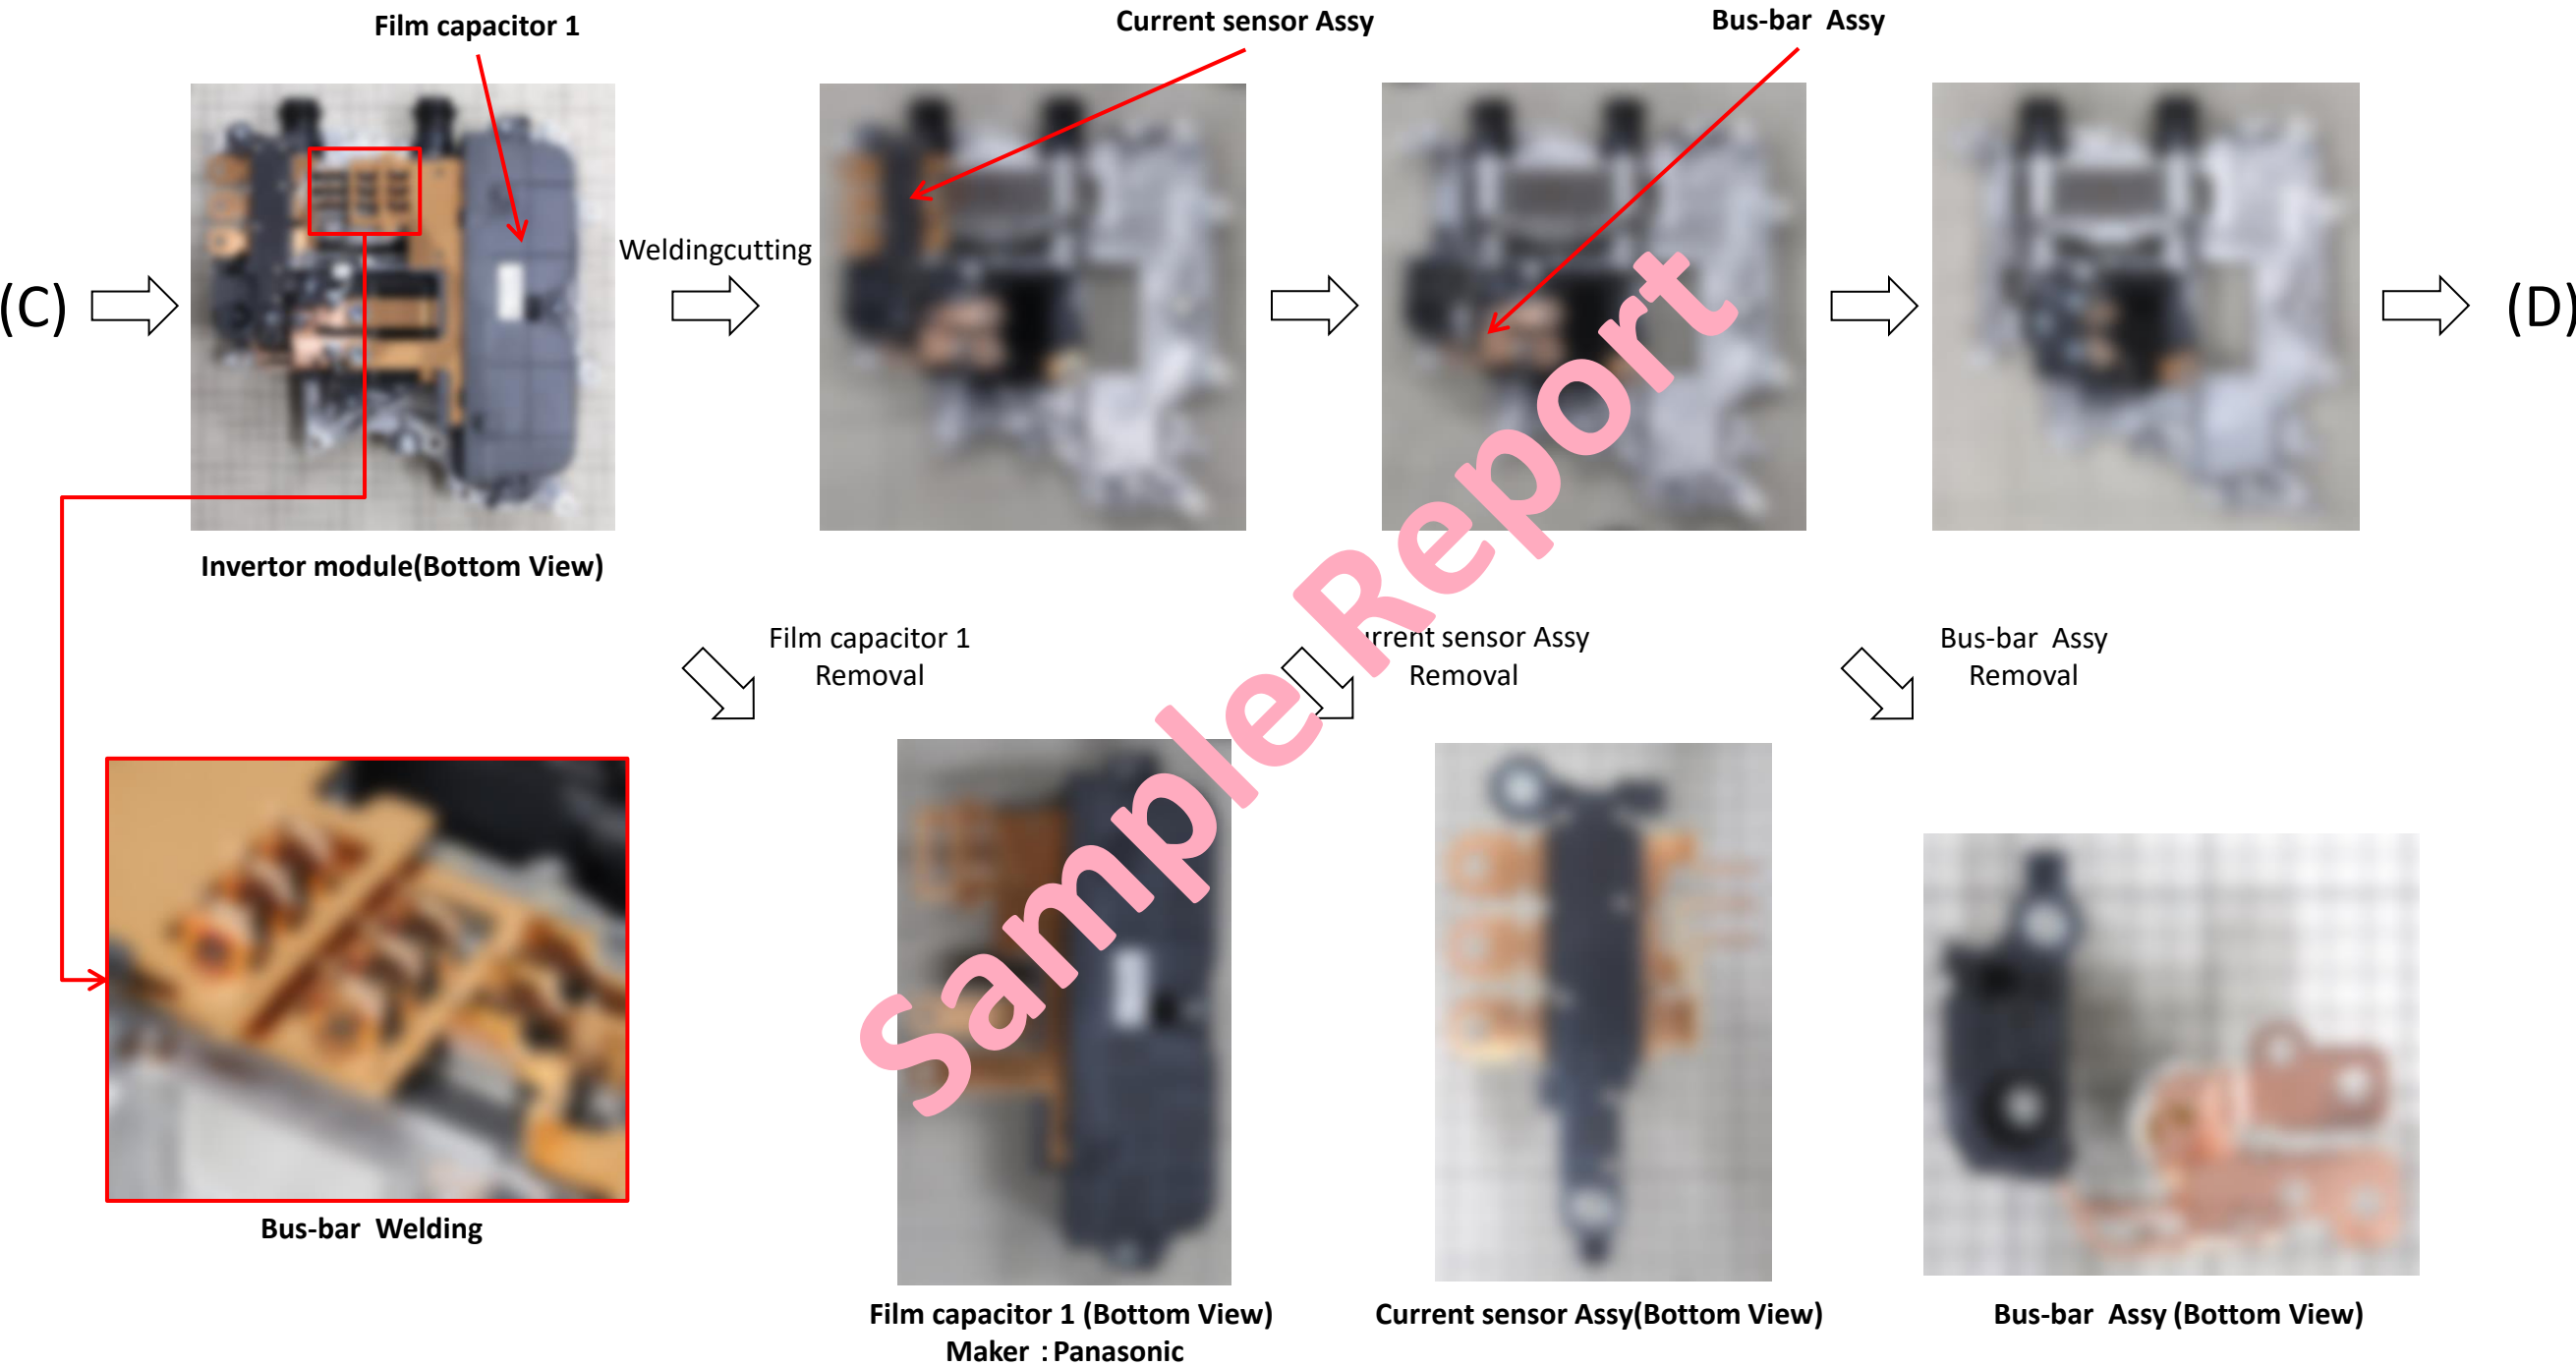 Film capacitor 1
Current sensor Assy
Bus-bar Assy
(C)
Weldingcutting
(D)
Invertor module(Bottom View)
Film capacitor 1
Removal
urrent sensor Assy
Removal
Bus-bar Assy
Removal
Sample Report
Bus-bar Welding
Film capacitor 1 (Bottom View)
Maker : Panasonic
Current sensor Assy(Bottom View)
Bus-bar Assy (Bottom View)